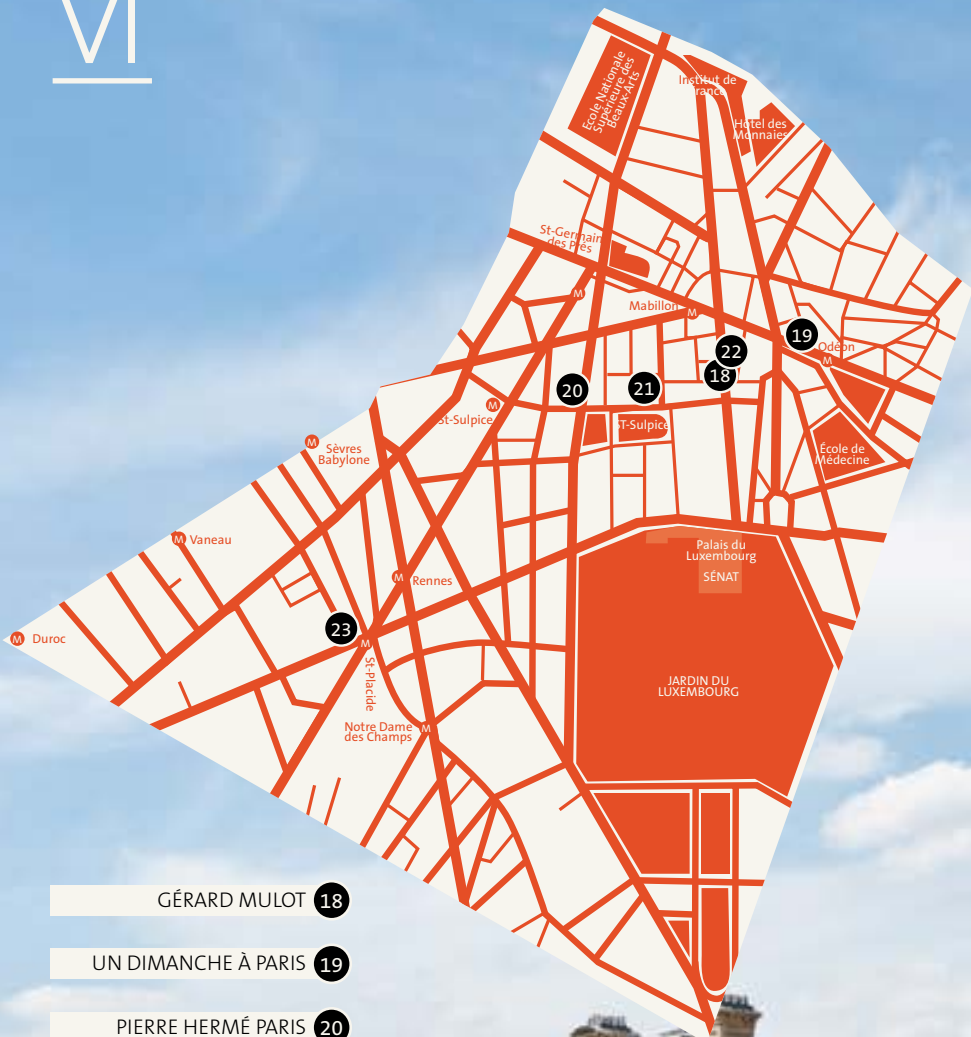 VI
Ecole Nationale
Supérieure des
Beaux-Arts
Institut de
France
Hôtel des
Monnaies
St-Germain
des Prés
M
Mabillon
M
22
19
Odéon
M
20
21
18
St-Sulpice
M
ST-Sulpice
École de
Médecine
M
Sèvres
Babylone
M
Vaneau
Palais du
Luxembourg
SÉNAT
M
Rennes
23
M
St-Placide
M
Duroc
JARDIN DU
LUXEMBOURG
Notre Dame
des Champs
M
GÉRARD MULOT 18
UN DIMANCHE À PARIS 19
PIERRE HERMÉ PARIS 20